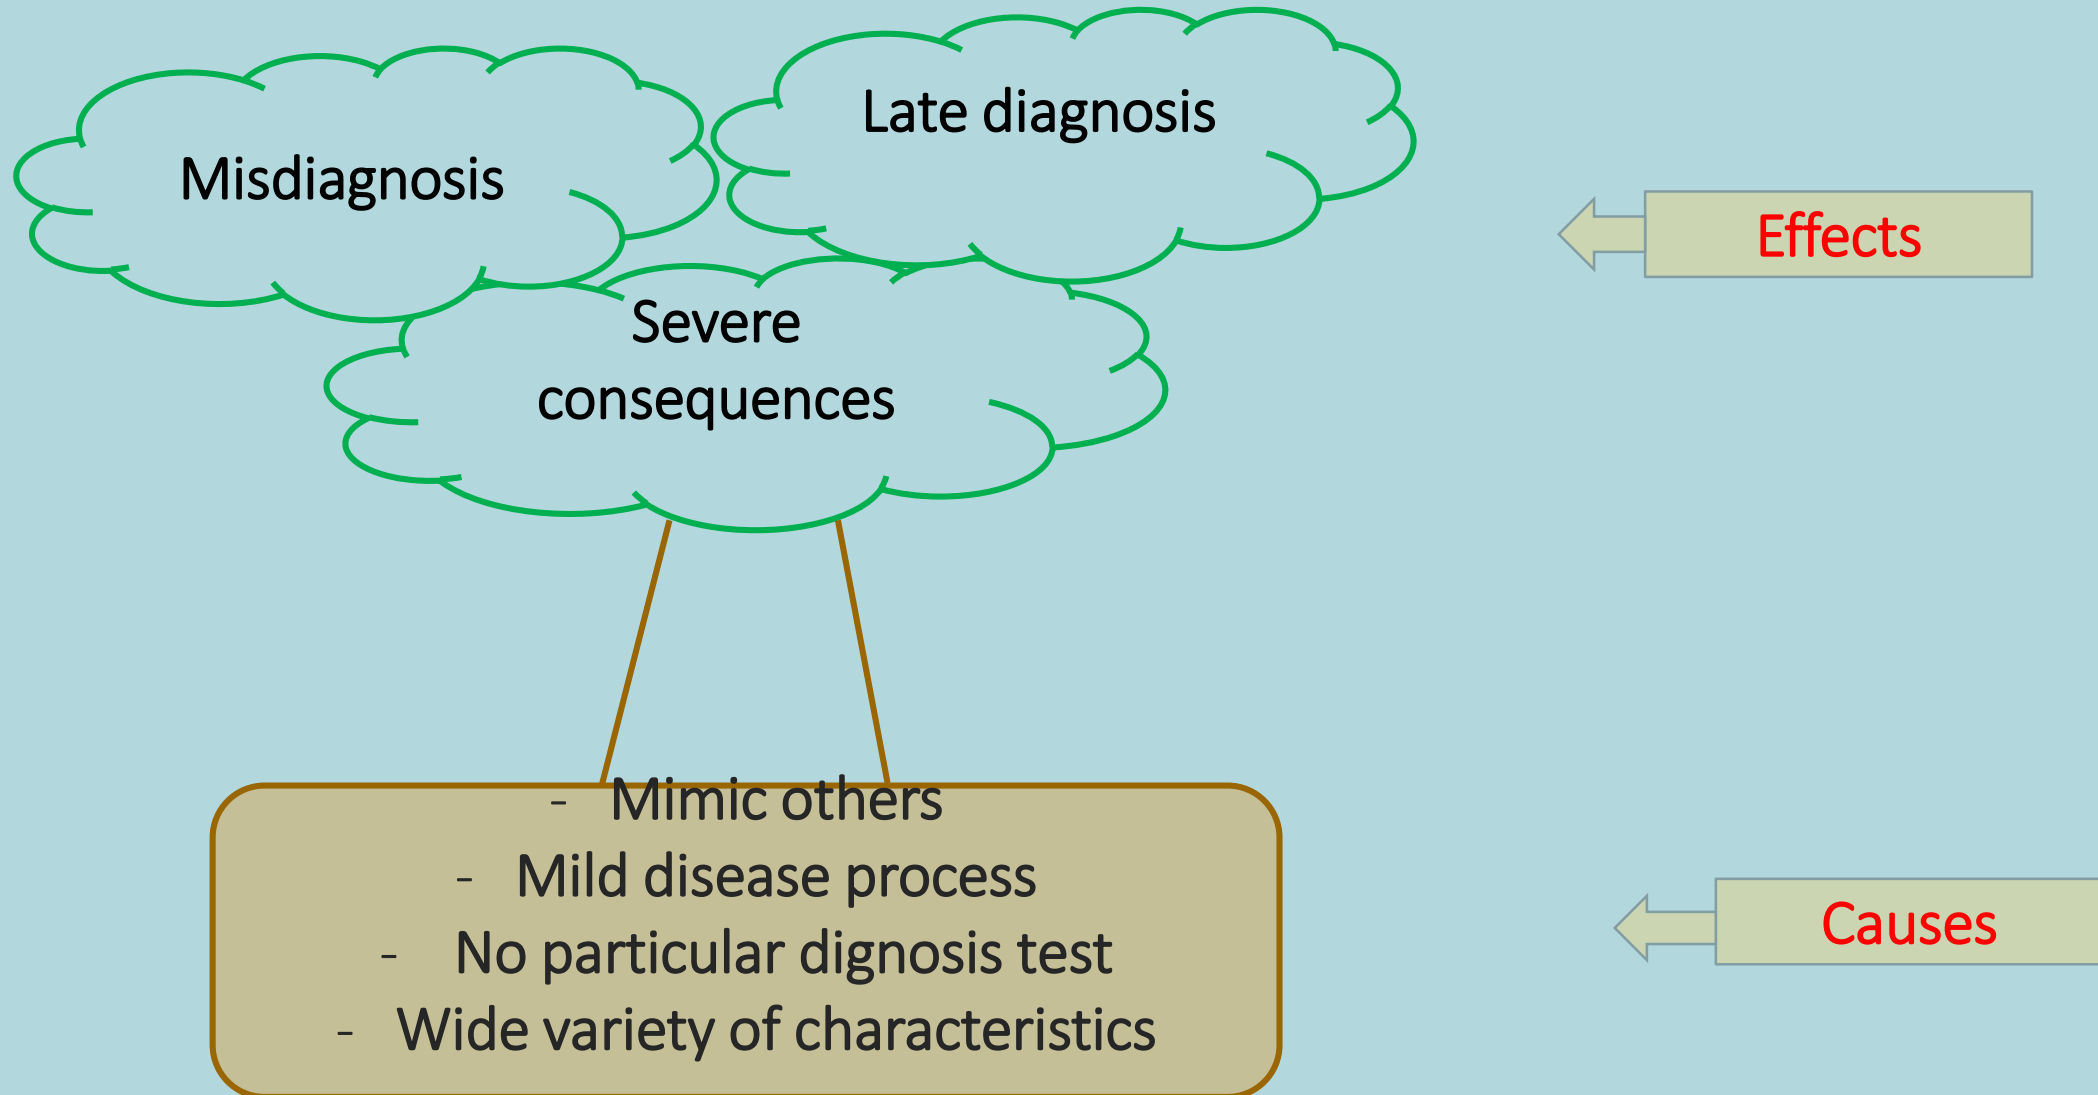 Late diagnosis
Misdiagnosis
Effects
Severe
consequences
- Mimic others
- Mild disease process
- No particular dignosis test
- Wide variety of characteristics
Causes